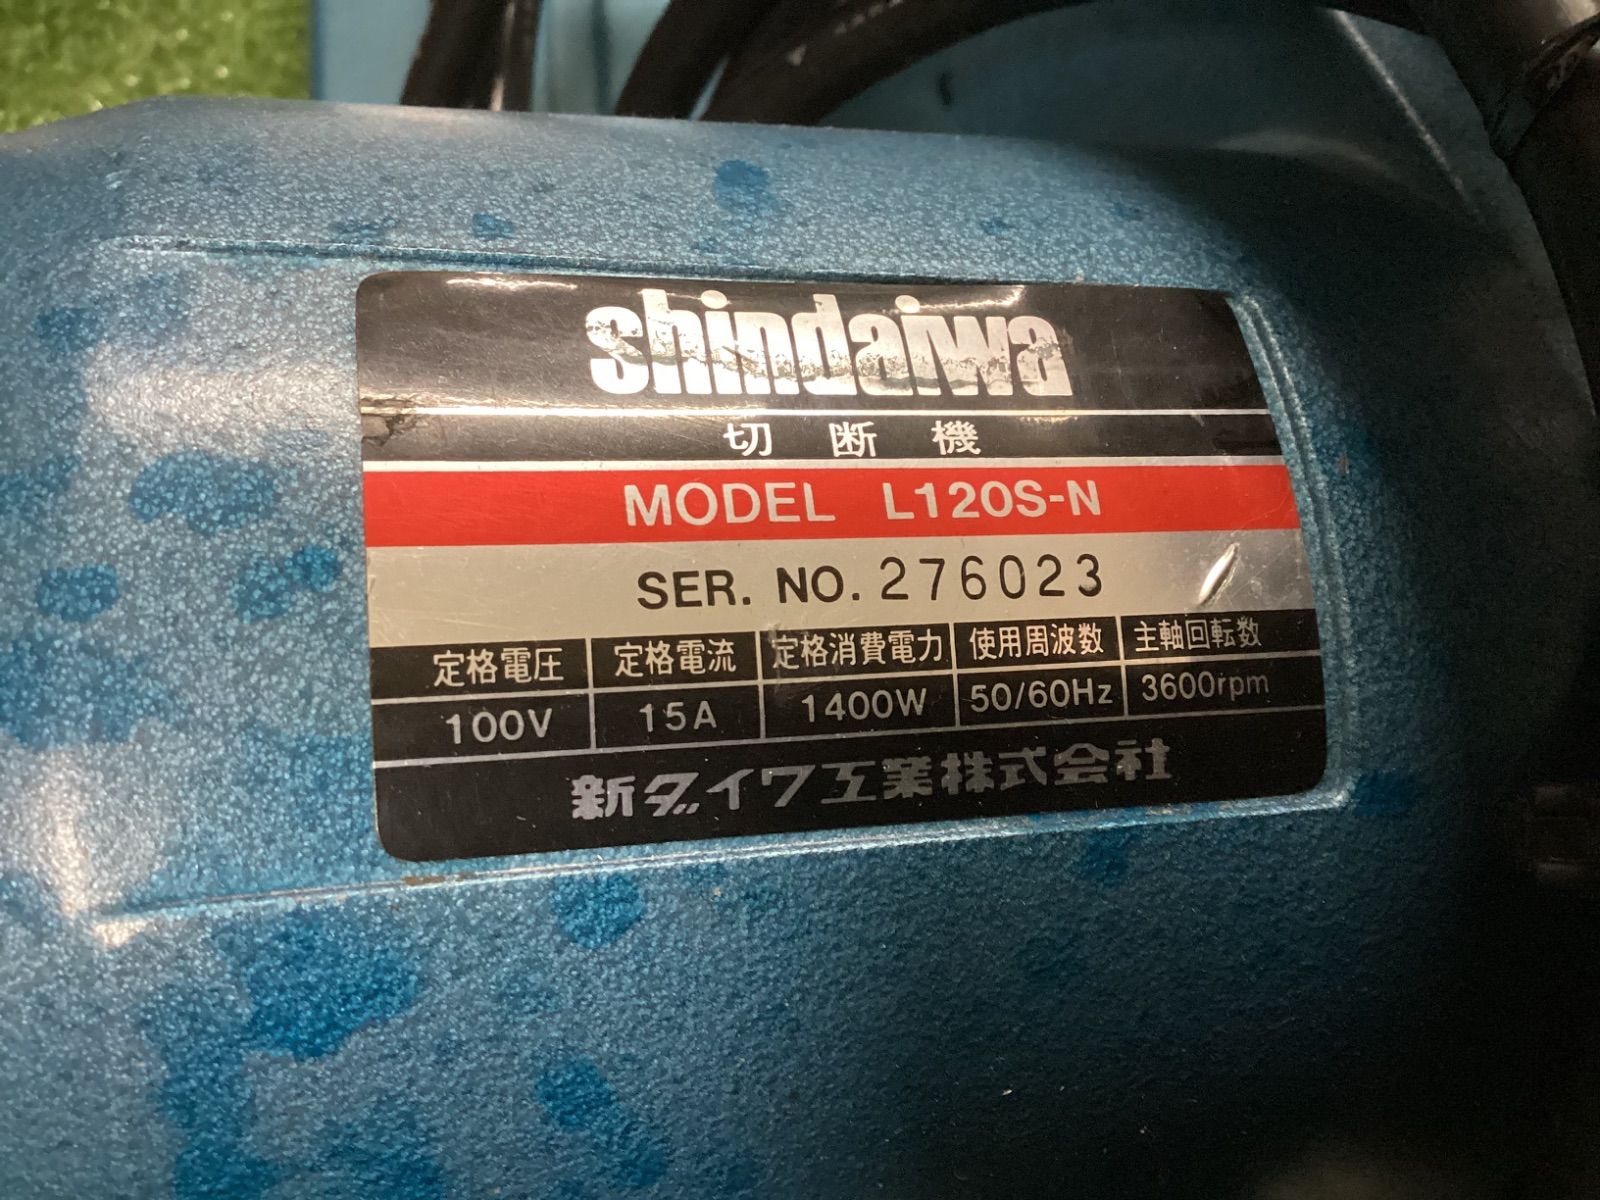 shindaiwa
切断機
MODEL L120S-N
SER. NO. 276023
定格電圧 定格電流 定格消費電力 使用周波数 主軸回転数
100V 15A 1400W 50/60Hz 3600rpm
新ダイワ工業株式会社